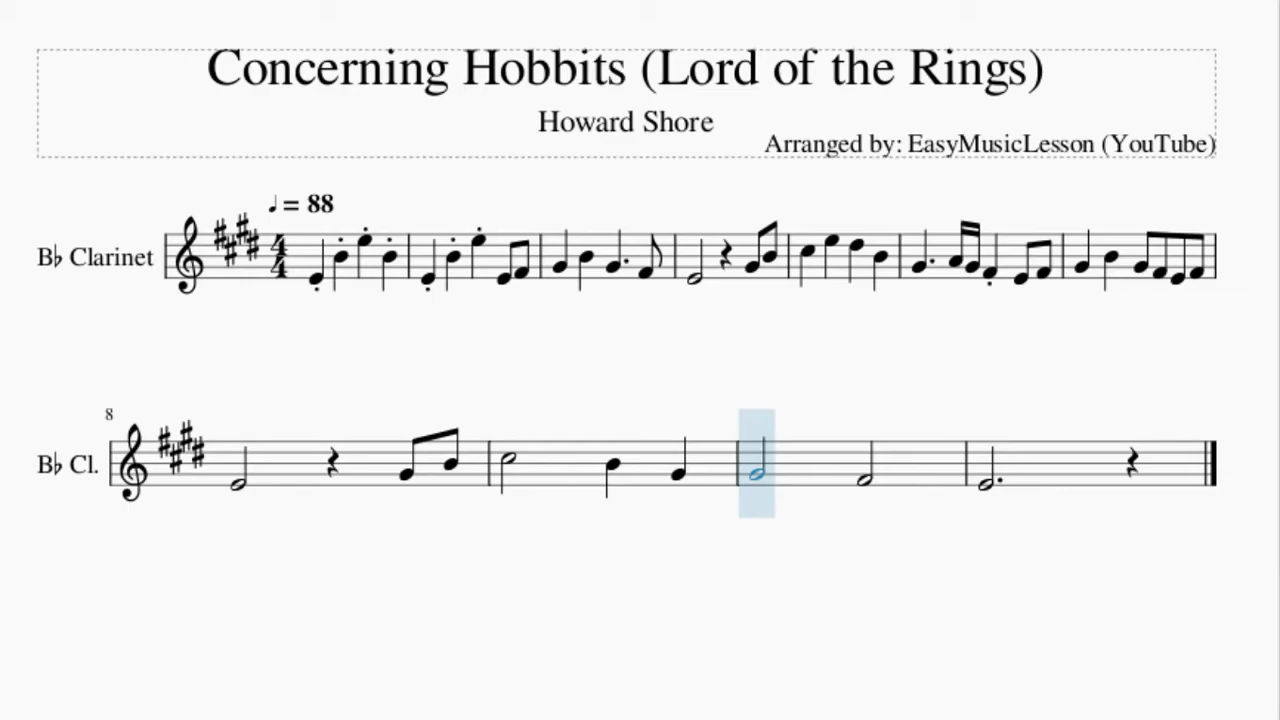 Concerning Hobbits (Lord of the Rings)
Howard Shore
Arranged by: EasyMusicLesson (YouTube)
♩ = 88
B♭ Clarinet
4
4
8
B♭ Cl.